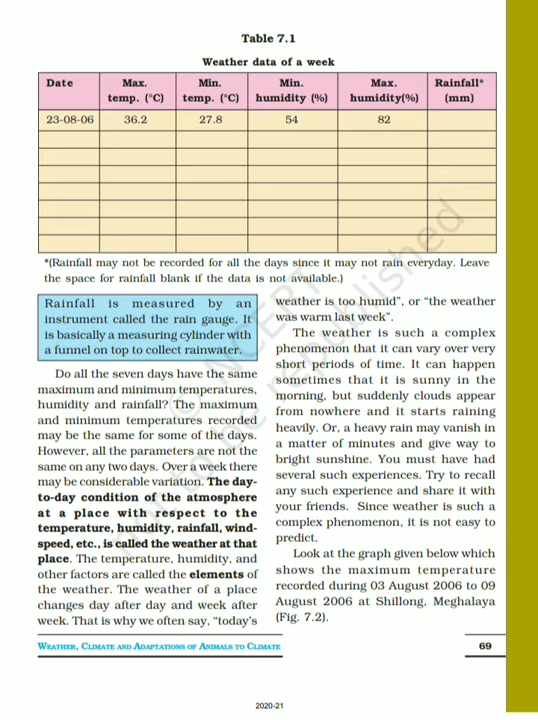 Table 7.1
Weather data of a week
Date Max. Min. Min. Max. Rainfall*
temp. (°C) temp. (°C) humidity (%) humidity(%) (mm)
23-08-06 36.2 27.8 54 82
*(Rainfall may not be recorded for all the days since it may not rain everyday. Leave
the space for rainfall blank if the data is not available.)
Rainfall is measured by an
instrument called the rain gauge. It
is basically a measuring cylinder with
a funnel on top to collect rainwater.
Do all the seven days have the same
maximum and minimum temperatures,
humidity and rainfall? The maximum
and minimum temperatures recorded
may be the same for some of the days.
However, all the parameters are not the
same on any two days. Over a week there
may be considerable variation. The day-
to-day condition of the atmosphere
at a place with respect to the
temperature, humidity, rainfall, wind-
speed, etc., is called the weather at that
place. The temperature, humidity, and
other factors are called the elements of
the weather. The weather of a place
changes day after day and week after
week. That is why we often say, “today's
weather is too humid”, or “the weather
was warm last week”.
The weather is such a complex
phenomenon that it can vary over very
short periods of time. It can happen
sometimes that it is sunny in the
morning, but suddenly clouds appear
from nowhere and it starts raining
heavily. Or, a heavy rain may vanish in
a matter of minutes and give way to
bright sunshine. You must have had
several such experiences. Try to recall
any such experience and share it with
your friends. Since weather is such a
complex phenomenon, it is not easy to
predict.
Look at the graph given below which
shows the maximum temperature
recorded during 03 August 2006 to 09
August 2006 at Shillong, Meghalaya
(Fig. 7.2).
© NCERT
not to be republished
WEATHER, CLIMATE AND ADAPTATIONS OF ANIMALS TO CLIMATE
69
2020-21